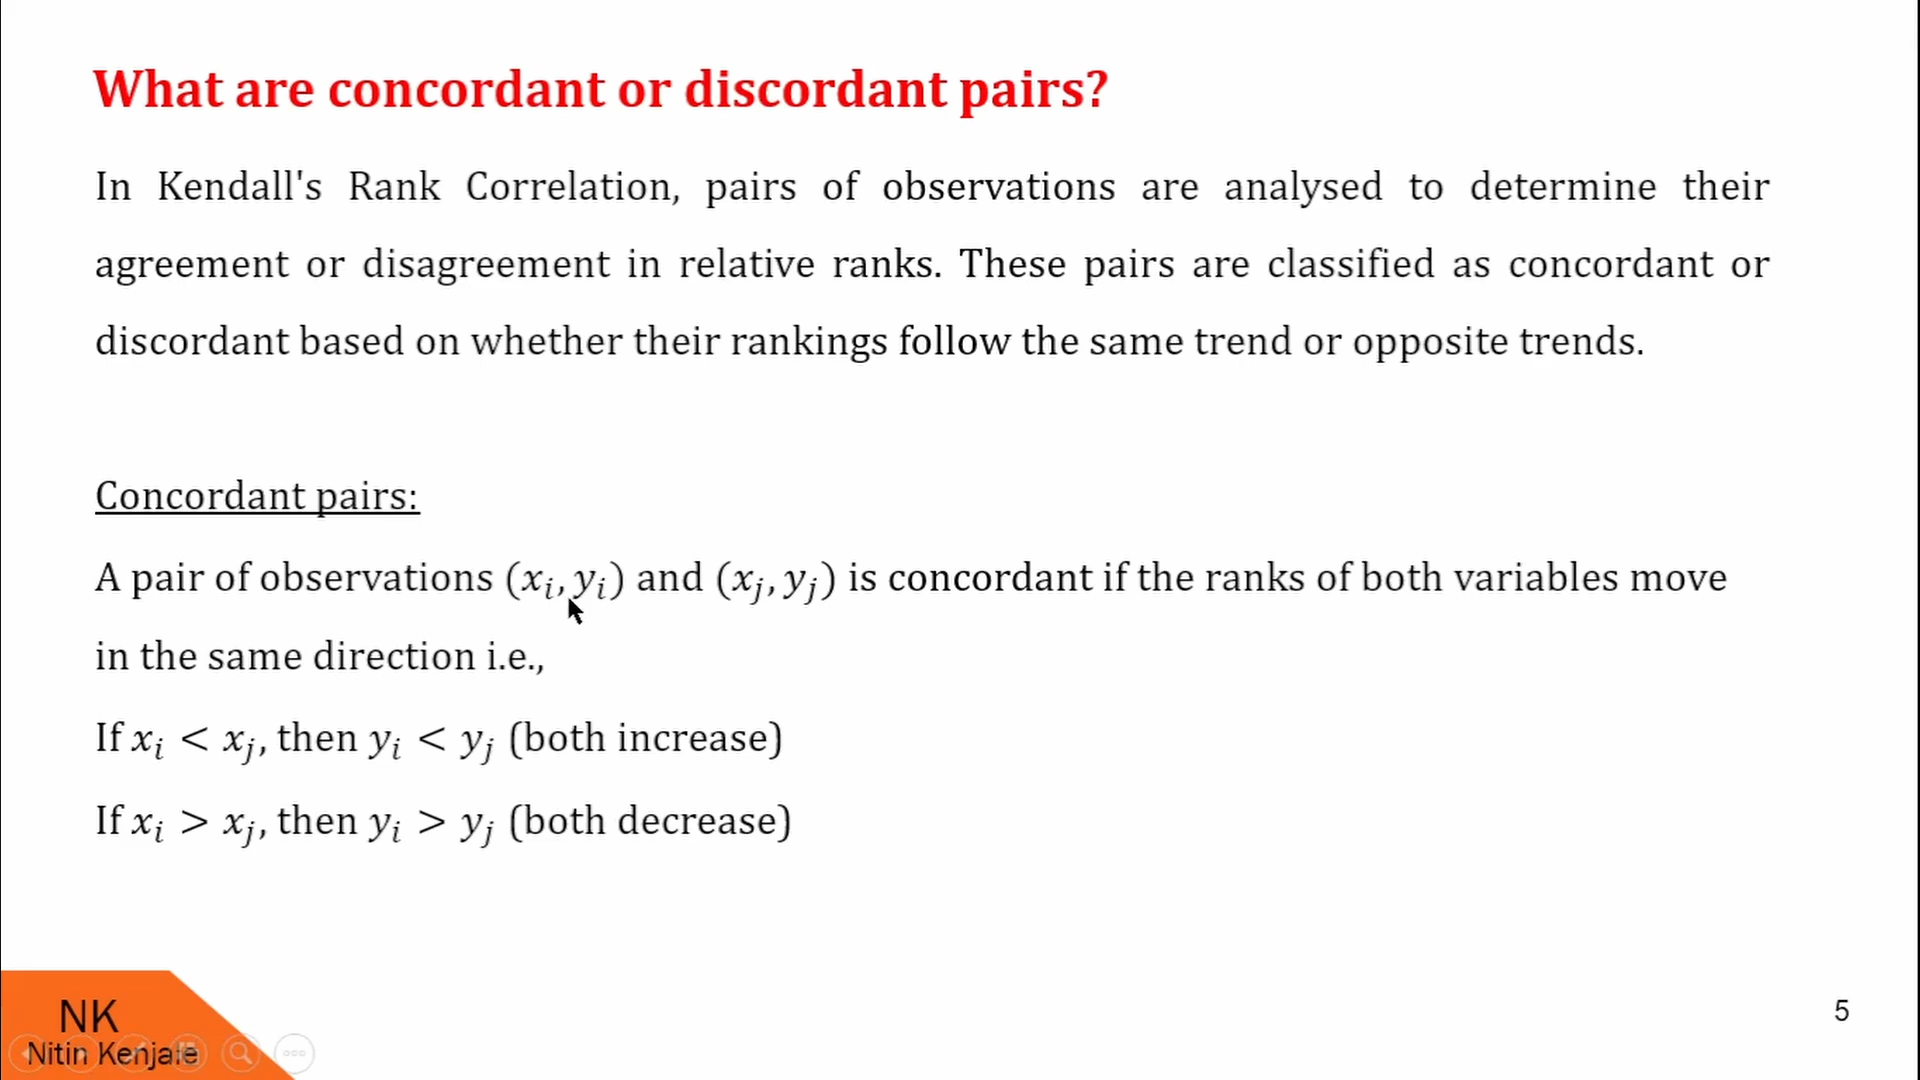 What are concordant or discordant pairs?
In Kendall's Rank Correlation, pairs of observations are analysed to determine their
agreement or disagreement in relative ranks. These pairs are classified as concordant or
discordant based on whether their rankings follow the same trend or opposite trends.
Concordant pairs:
A pair of observations (xᵢ, yᵢ) and (xⱼ, yⱼ) is concordant if the ranks of both variables move
in the same direction i.e.,
If xᵢ < xⱼ, then yᵢ < yⱼ (both increase)
If xᵢ > xⱼ, then yᵢ > yⱼ (both decrease)
NK
Nitin Kenjale
5